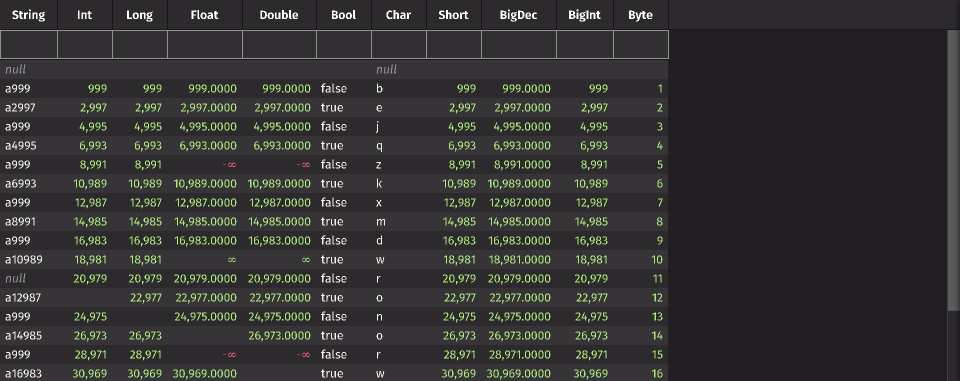 String Int Long Float Double Bool Char Short BigDec BigInt Byte
null null
a999 999 999 999.0000 999.0000 false b 999 999.0000 999 1
a2997 2,997 2,997 2,997.0000 2,997.0000 true e 2,997 2,997.0000 2,997 2
a999 4,995 4,995 4,995.0000 4,995.0000 false j 4,995 4,995.0000 4,995 3
a4995 6,993 6,993 6,993.0000 6,993.0000 true q 6,993 6,993.0000 6,993 4
a999 8,991 8,991 -∞ -∞ false z 8,991 8,991.0000 8,991 5
a6993 10,989 10,989 10,989.0000 10,989.0000 true k 10,989 10,989.0000 10,989 6
a999 12,987 12,987 12,987.0000 12,987.0000 false x 12,987 12,987.0000 12,987 7
a8991 14,985 14,985 14,985.0000 14,985.0000 true m 14,985 14,985.0000 14,985 8
a999 16,983 16,983 16,983.0000 16,983.0000 false d 16,983 16,983.0000 16,983 9
a10989 18,981 18,981 ∞ ∞ true w 18,981 18,981.0000 18,981 10
null 20,979 20,979 20,979.0000 20,979.0000 false r 20,979 20,979.0000 20,979 11
a12987 22,977 22,977.0000 22,977.0000 true o 22,977 22,977.0000 22,977 12
a999 24,975 24,975.0000 24,975.0000 false n 24,975 24,975.0000 24,975 13
a14985 26,973 26,973 26,973.0000 true o 26,973 26,973.0000 26,973 14
a999 28,971 28,971 -∞ -∞ false r 28,971 28,971.0000 28,971 15
a16983 30,969 30,969 30,969.0000 true w 30,969 30,969.0000 30,969 16